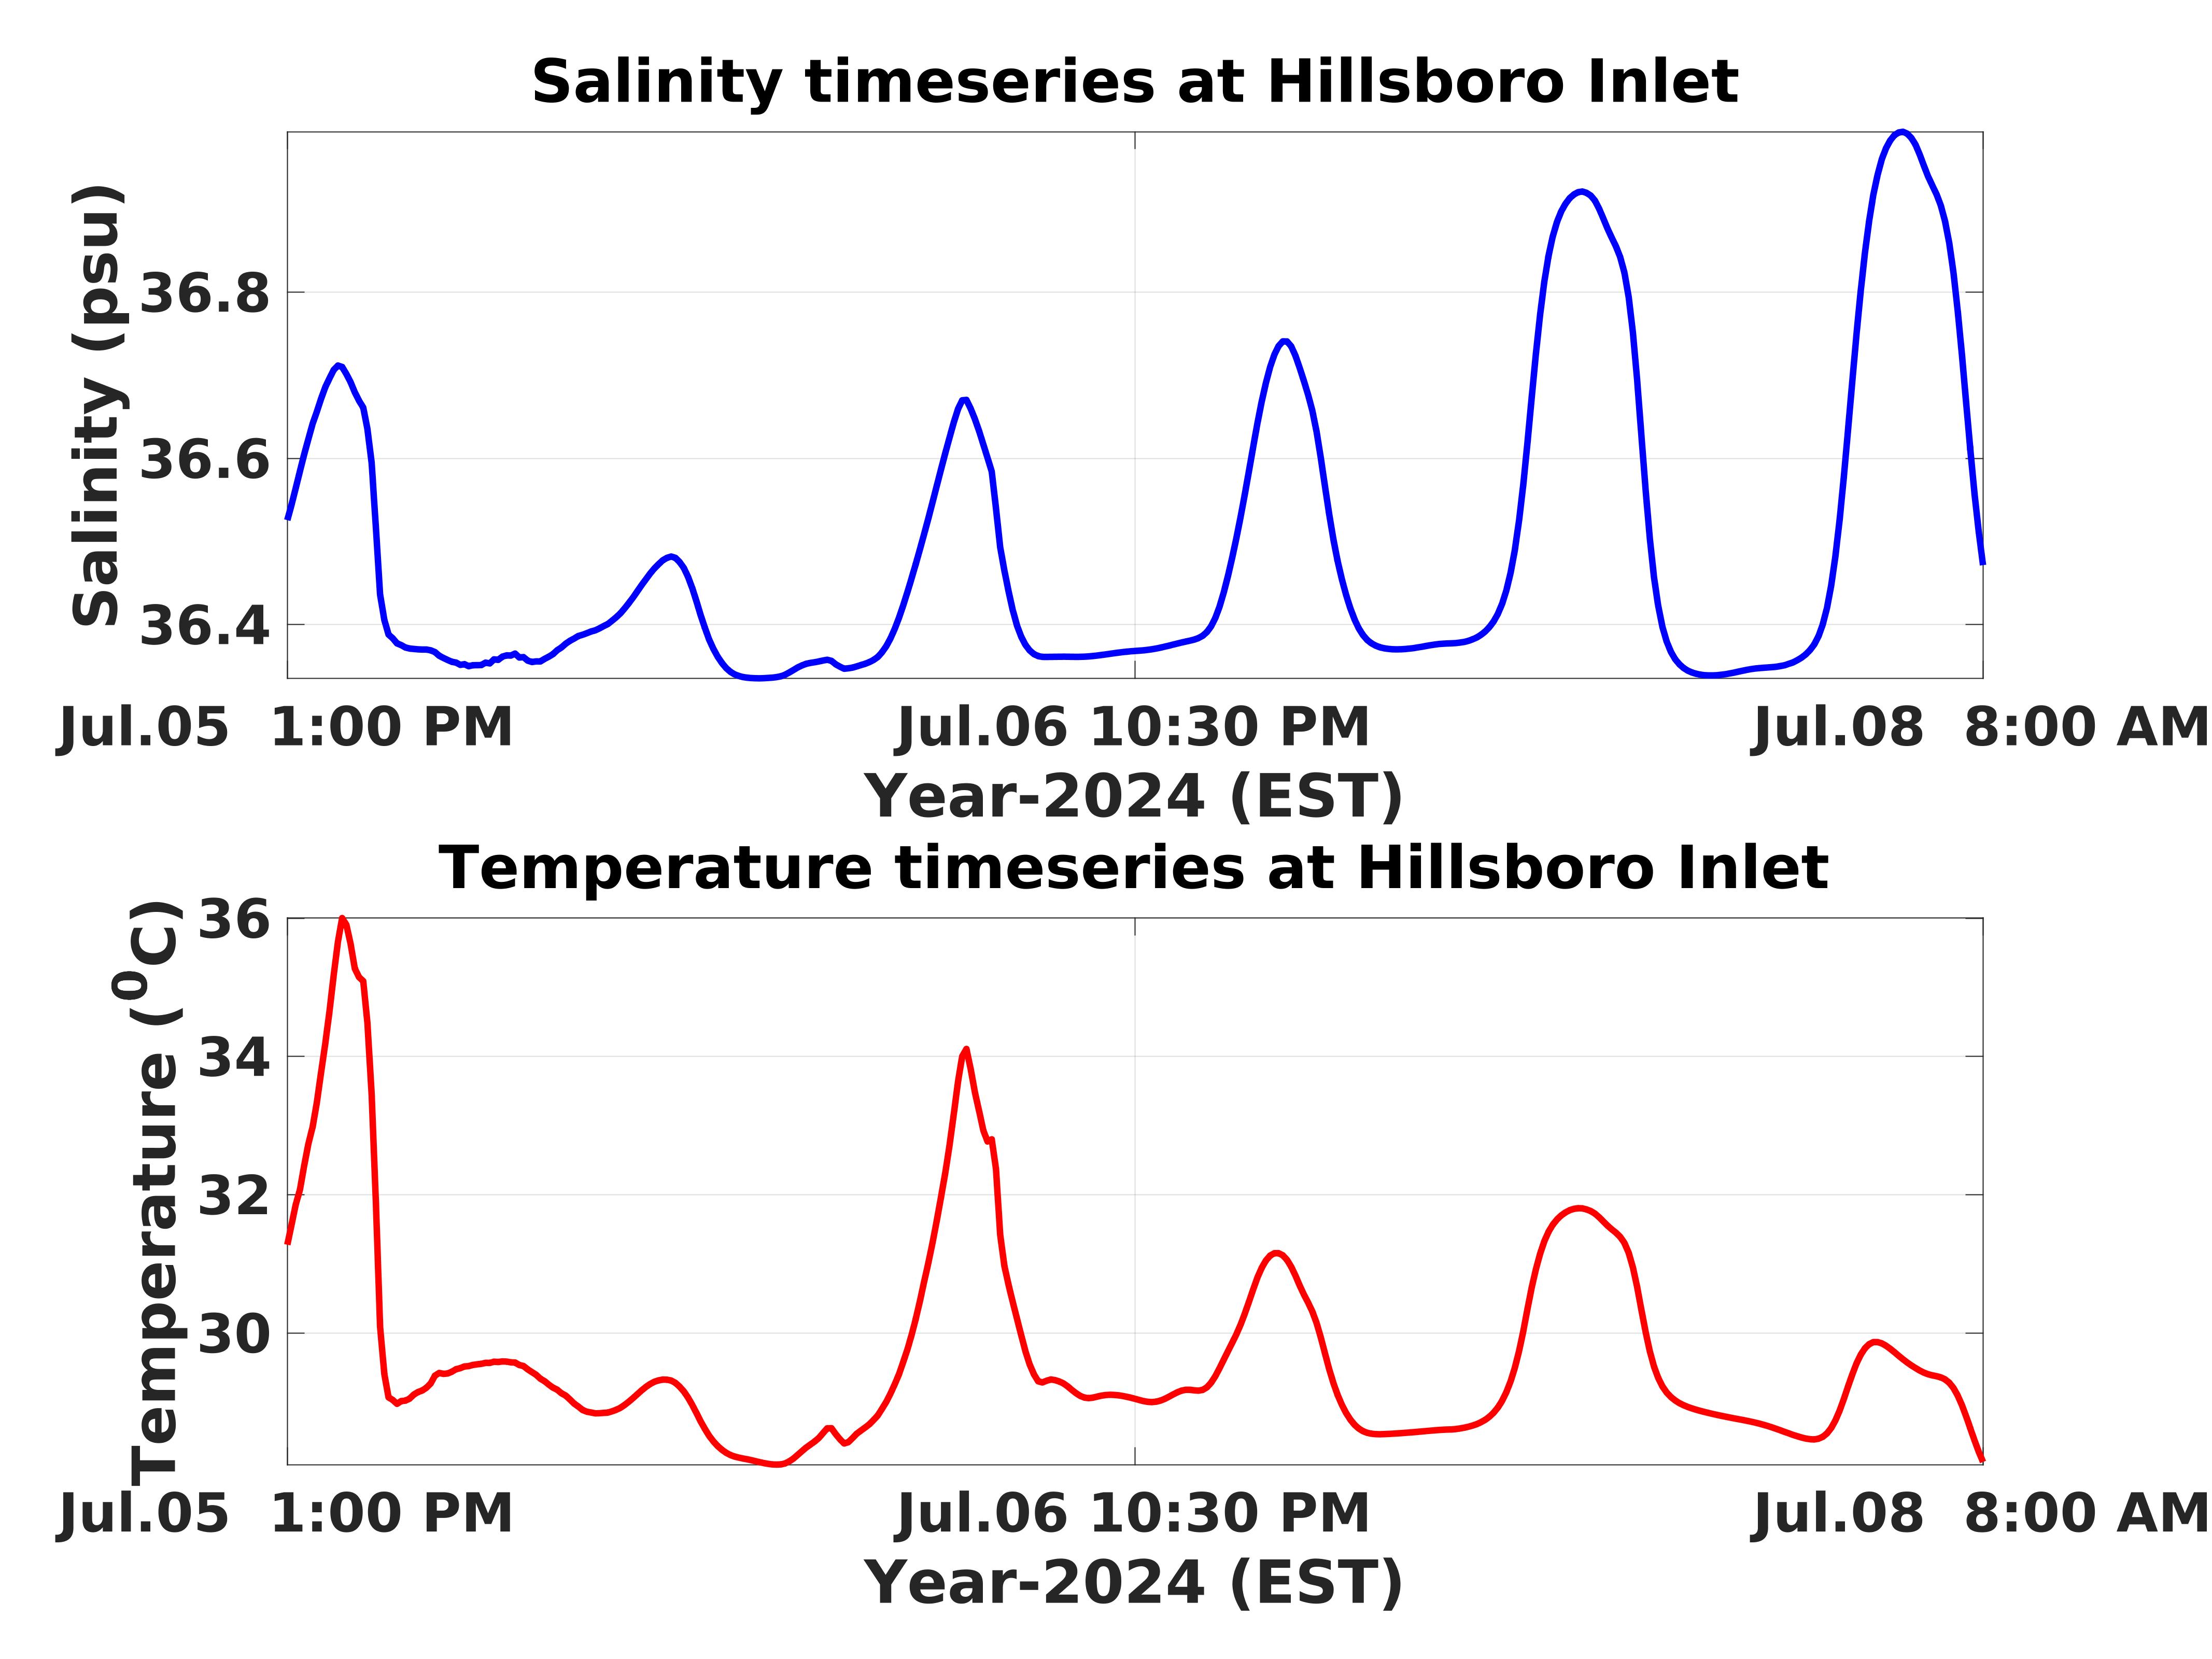 Salinity timeseries at Hillsboro Inlet
Salinity (psu)
36.8
36.6
36.4
Jul.05  1:00 PM
Jul.06 10:30 PM
Jul.08  8:00 AM
Year-2024 (EST)
Temperature timeseries at Hillsboro Inlet
Temperature (⁰C)
36
34
32
30
Jul.05  1:00 PM
Jul.06 10:30 PM
Jul.08  8:00 AM
Year-2024 (EST)